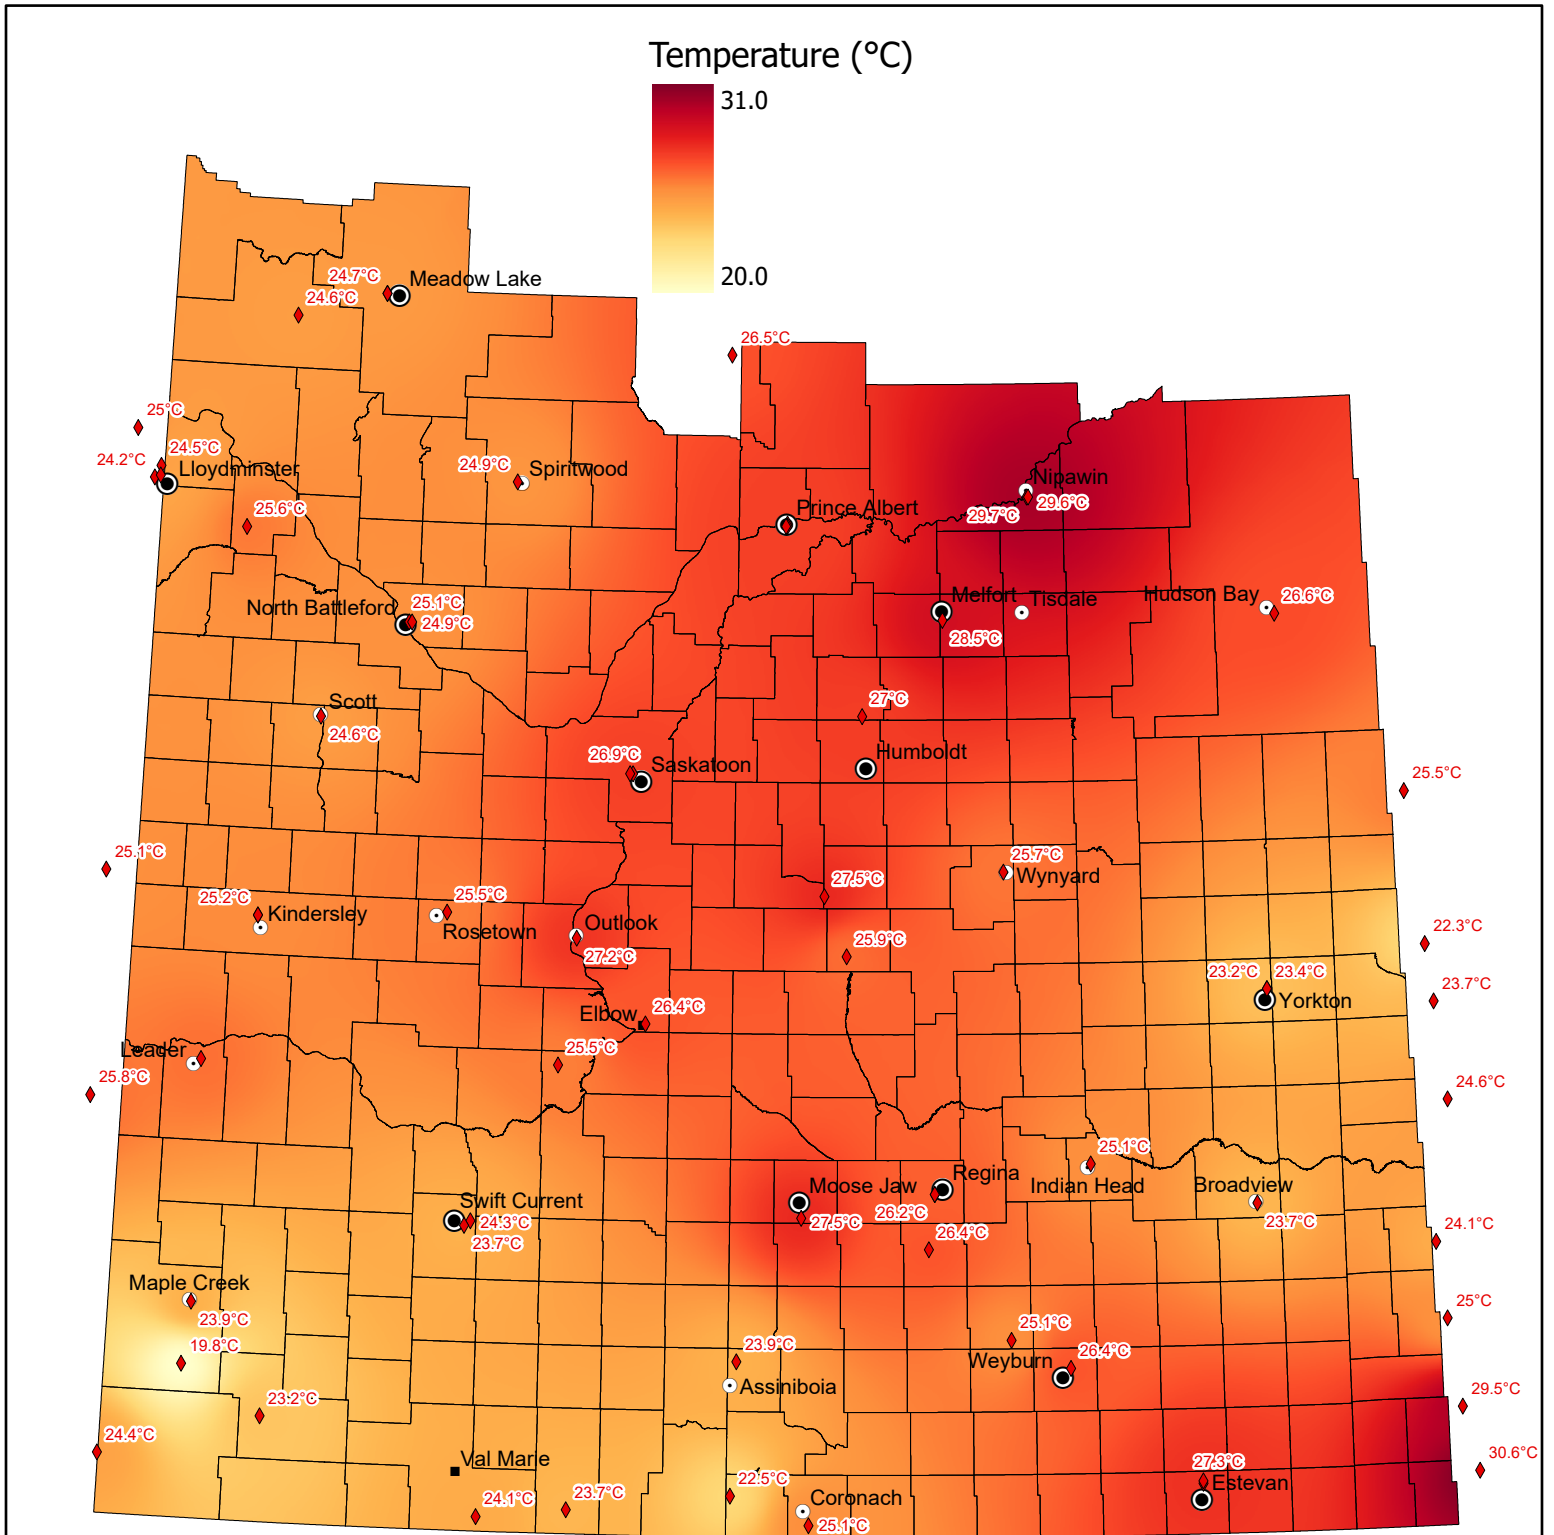 Temperature (°C)
31.0
20.0
24.7°C
Meadow Lake
24.6°C
26.5°C
25°C
24.5°C
24.2°C
Lloydminster
24.9°C
Spiritwood
Nipawin
29.6°C
29.7°C
25.6°C
Prince Albert
North Battleford
25.1°C
24.9°C
Melfort
Tisdale
28.5°C
Hudson Bay
26.6°C
Scott
24.6°C
27°C
Humboldt
26.9°C
Saskatoon
25.5°C
25.1°C
25.2°C
Kindersley
25.5°C
Rosetown
Outlook
27.2°C
27.5°C
25.7°C
Wynyard
25.9°C
22.3°C
23.2°C
23.4°C
Yorkton
23.7°C
Elbow
26.4°C
25.5°C
Leader
25.8°C
24.6°C
25.1°C
Indian Head
Broadview
23.7°C
Moose Jaw
27.5°C
Regina
26.2°C
26.4°C
24.1°C
Swift Current
24.3°C
23.7°C
Maple Creek
23.9°C
19.8°C
25°C
25.1°C
Weyburn
26.4°C
23.9°C
Assiniboia
23.2°C
29.5°C
24.4°C
Val Marie
30.6°C
27.3°C
Estevan
22.5°C
23.7°C
24.1°C
Coronach
25.1°C